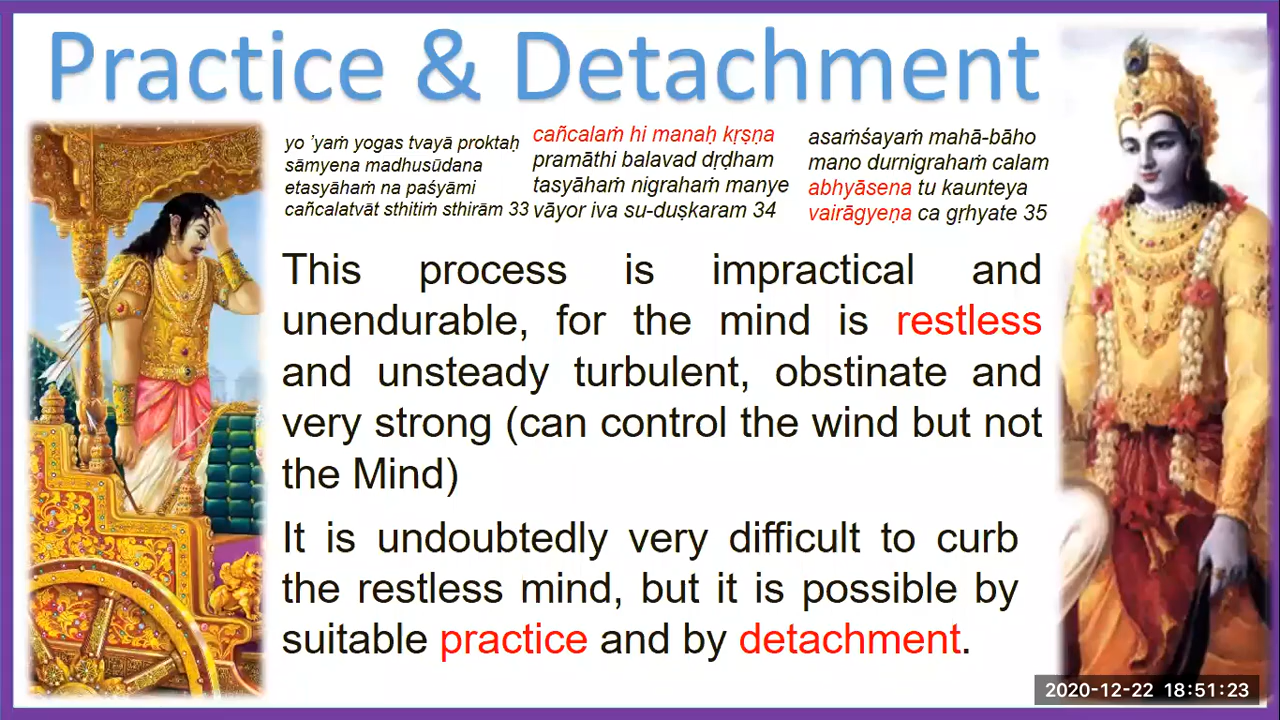 Practice & Detachment
yo ’yaṁ yogas tvayā proktaḥ
sāmyena madhusūdana
etasyāhaṁ na paśyāmi
cañcalatvāt sthitiṁ sthirām 33
cañcalaṁ hi manaḥ kṛṣṇa
pramāthi balavad dṛḍham
tasyāhaṁ nigrahaṁ manye
vāyor iva su-duṣkaram 34
asaṁśayaṁ mahā-bāho
mano durnigrahaṁ calam
abhyāsena tu kaunteya
vairāgyeṇa ca gṛhyate 35
This process is impractical and
unendurable, for the mind is restless
and unsteady turbulent, obstinate and
very strong (can control the wind but not
the Mind)
It is undoubtedly very difficult to curb
the restless mind, but it is possible by
suitable practice and by detachment.
2020-12-22 18:51:23